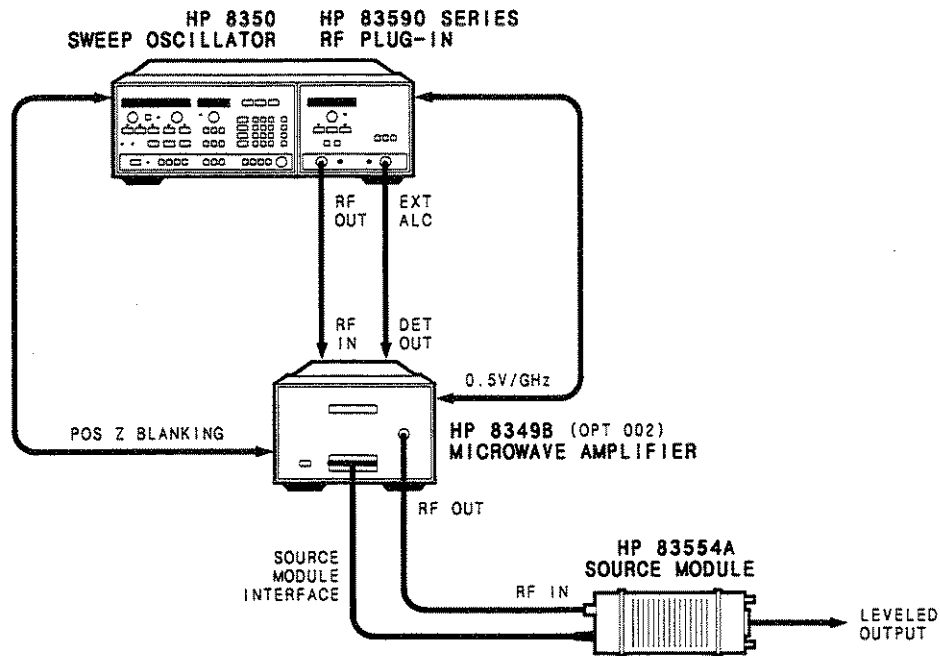 HP 8350
SWEEP OSCILLATOR
HP 83590 SERIES
RF PLUG-IN
RF
OUT
EXT
ALC
RF
IN
DET
OUT
0.5V/GHz
POS Z BLANKING
HP 8349B (OPT 002)
MICROWAVE AMPLIFIER
RF OUT
SOURCE
MODULE
INTERFACE
HP 83554A
SOURCE MODULE
RF IN
LEVELED
OUTPUT